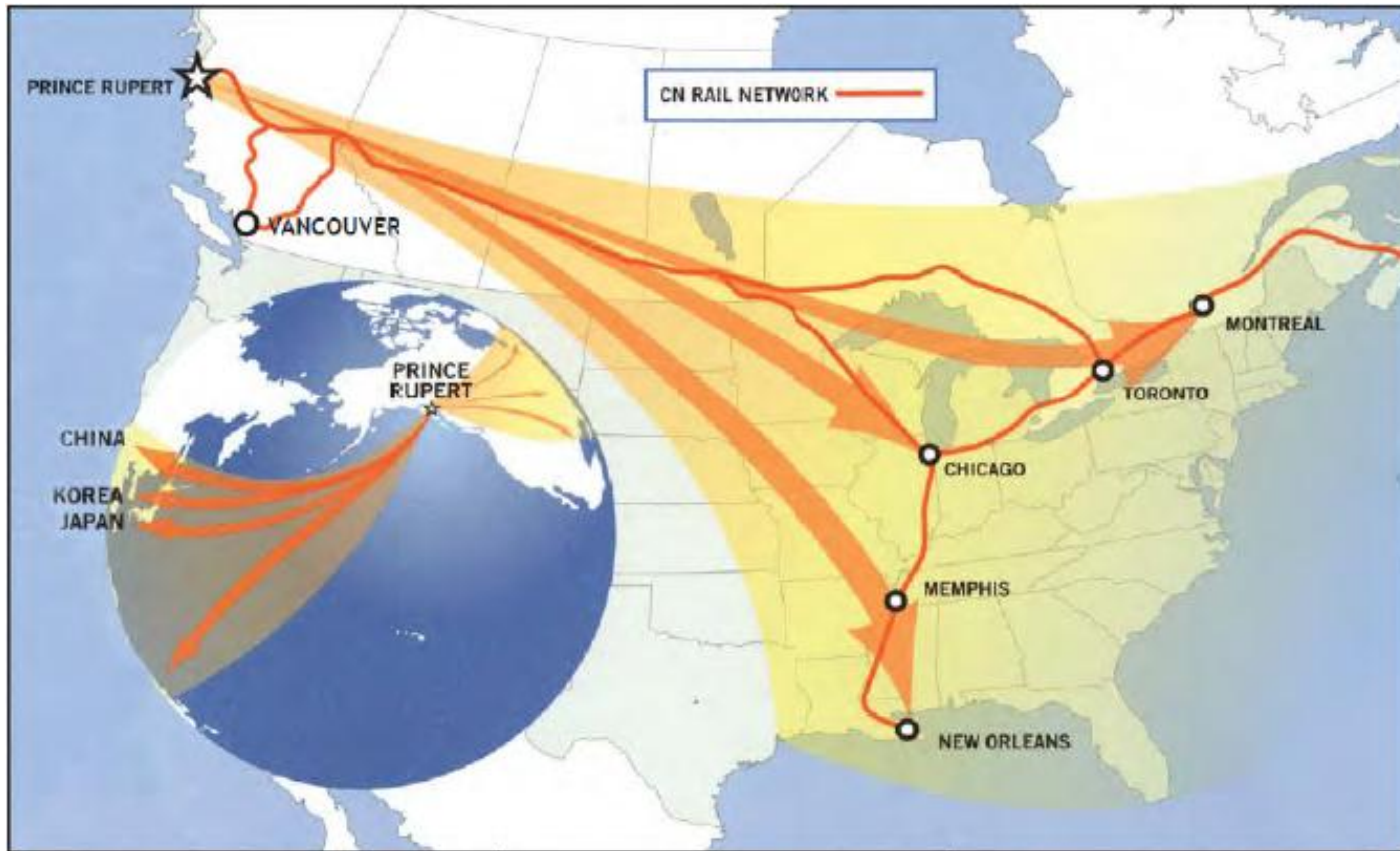 PRINCE RUPERT
CN RAIL NETWORK
VANCOUVER
MONTREAL
TORONTO
CHICAGO
MEMPHIS
NEW ORLEANS
PRINCE
RUPERT
CHINA
KOREA
JAPAN